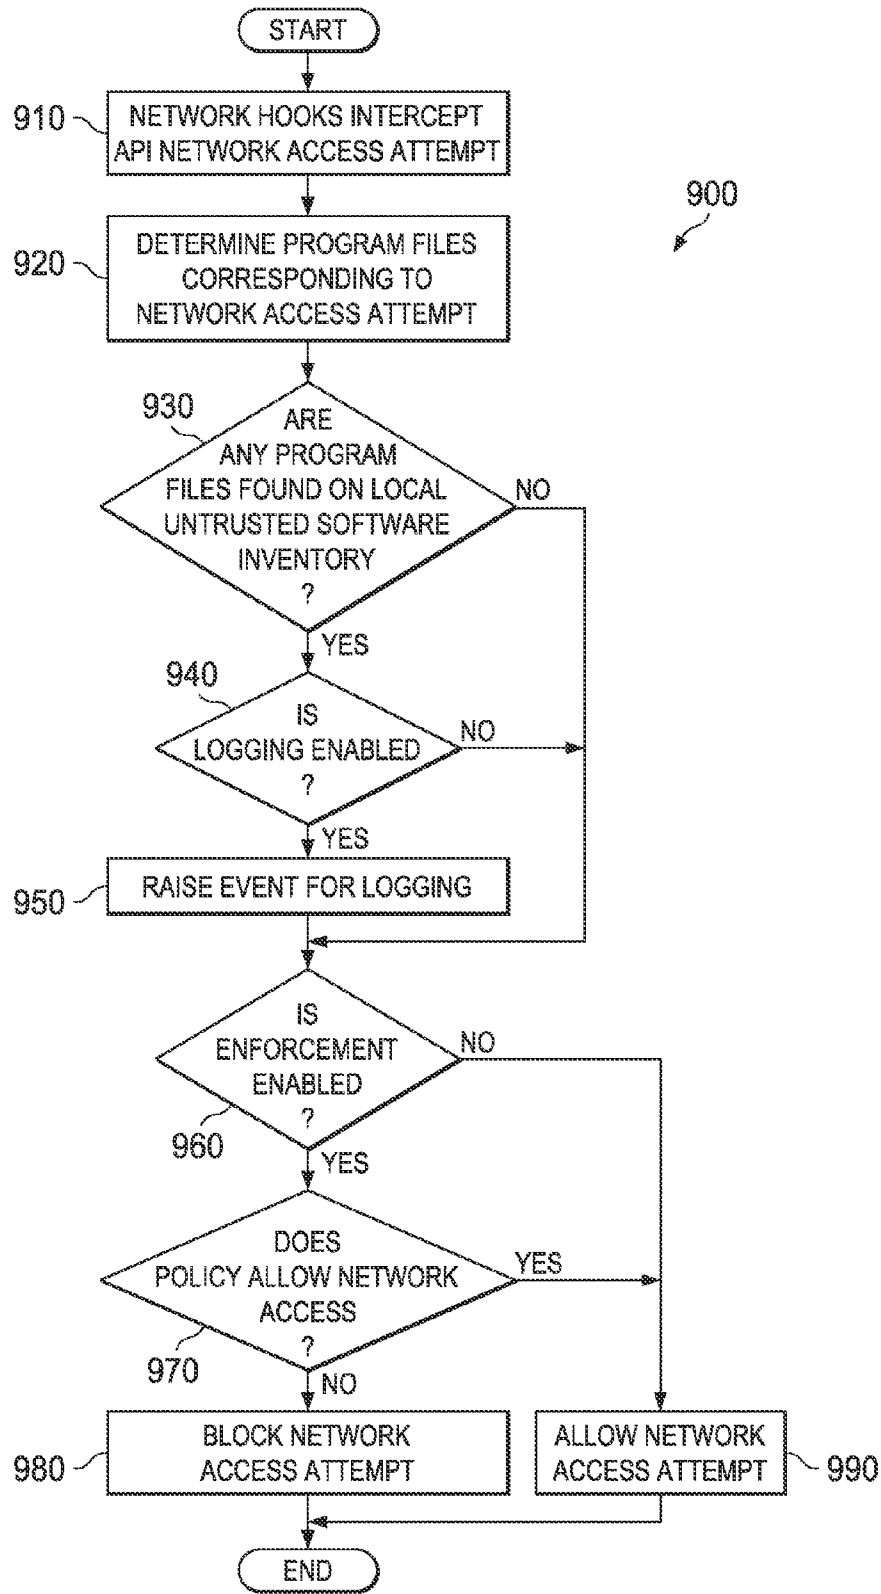 START
910
NETWORK HOOKS INTERCEPT
API NETWORK ACCESS ATTEMPT
900
920
DETERMINE PROGRAM FILES
CORRESPONDING TO
NETWORK ACCESS ATTEMPT
930
ARE
ANY PROGRAM
FILES FOUND ON LOCAL
UNTRUSTED SOFTWARE
INVENTORY
?
NO
YES
940
IS
LOGGING ENABLED
?
NO
YES
950
RAISE EVENT FOR LOGGING
IS
ENFORCEMENT
ENABLED
?
NO
960
YES
DOES
POLICY ALLOW NETWORK
ACCESS
?
YES
970
NO
980
BLOCK NETWORK
ACCESS ATTEMPT
ALLOW NETWORK
ACCESS ATTEMPT
990
END